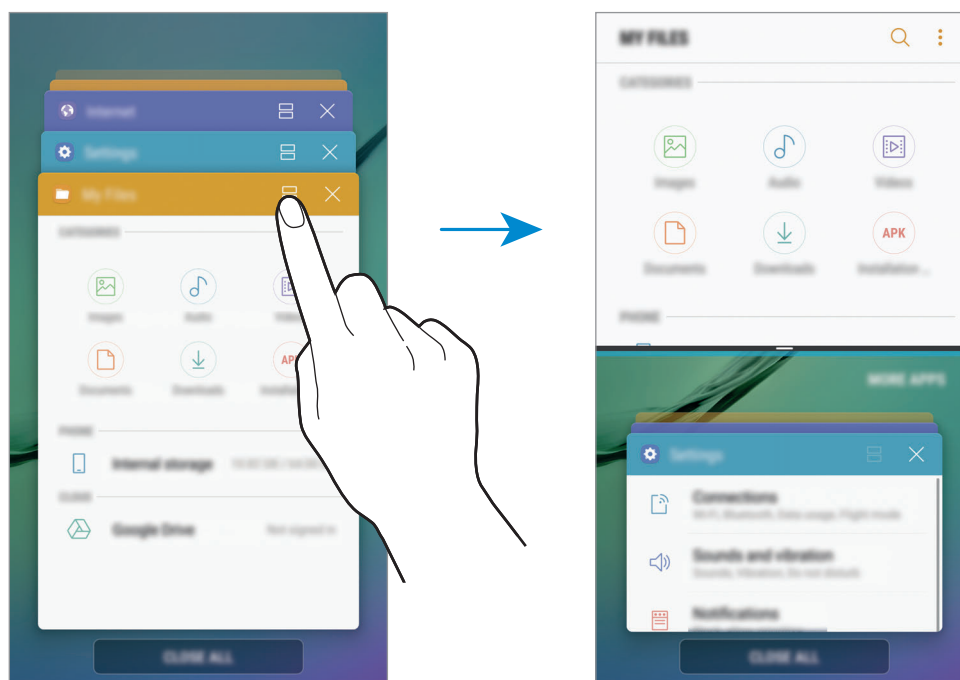 Internet
Settings
My Files
CATEGORIES
Images
Audio
Videos
APK
Documents
Downloads
PHONE
Internal storage
CLOUD
Google Drive
Not signed in
CLOSE ALL
MY FILES
CATEGORIES
Images
Audio
Videos
APK
Documents
Downloads
Installation ...
PHONE
MORE APPS
Settings
Connections
Wi-Fi, Bluetooth, Data usage, Flight mode
Sounds and vibration
Sounds, Vibration, Do not disturb
Notifications
CLOSE ALL